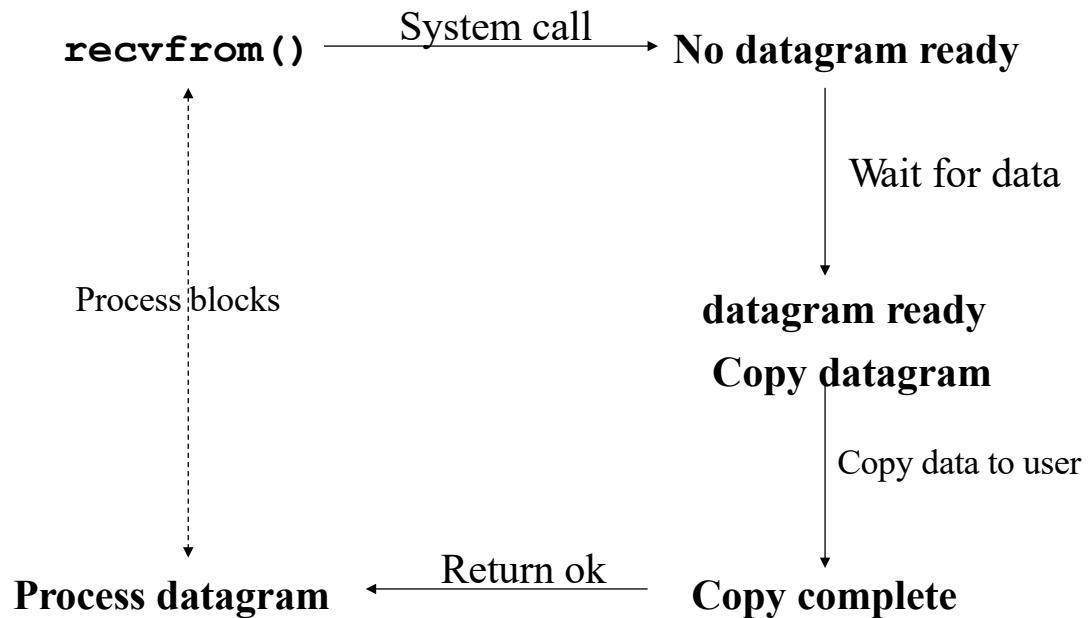 recvfrom()
System call
No datagram ready
Wait for data
Process blocks
datagram ready
Copy datagram
Copy data to user
Process datagram
Return ok
Copy complete